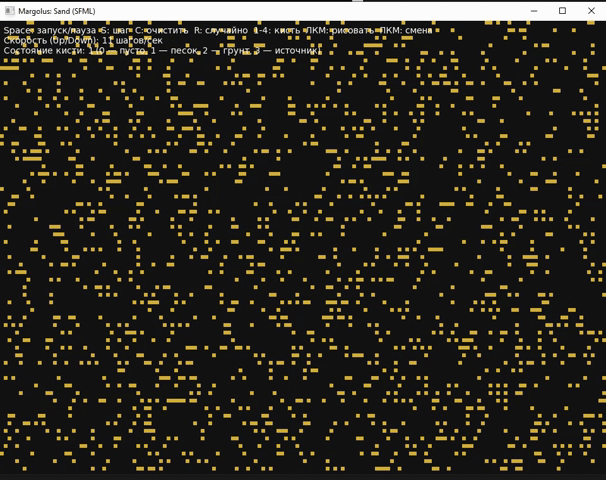 Margolus: Sand (SFML)
Space: запуск/пауза S: шаг C: очистить R: случайно 1-4: кисть ЛКМ: рисовать ПКМ: смена
Скорость (Up/Down): 11 шагов/сек
Состояние кисти: 1 (0 — пусто, 1 — песок, 2 — грунт, 3 — источник)